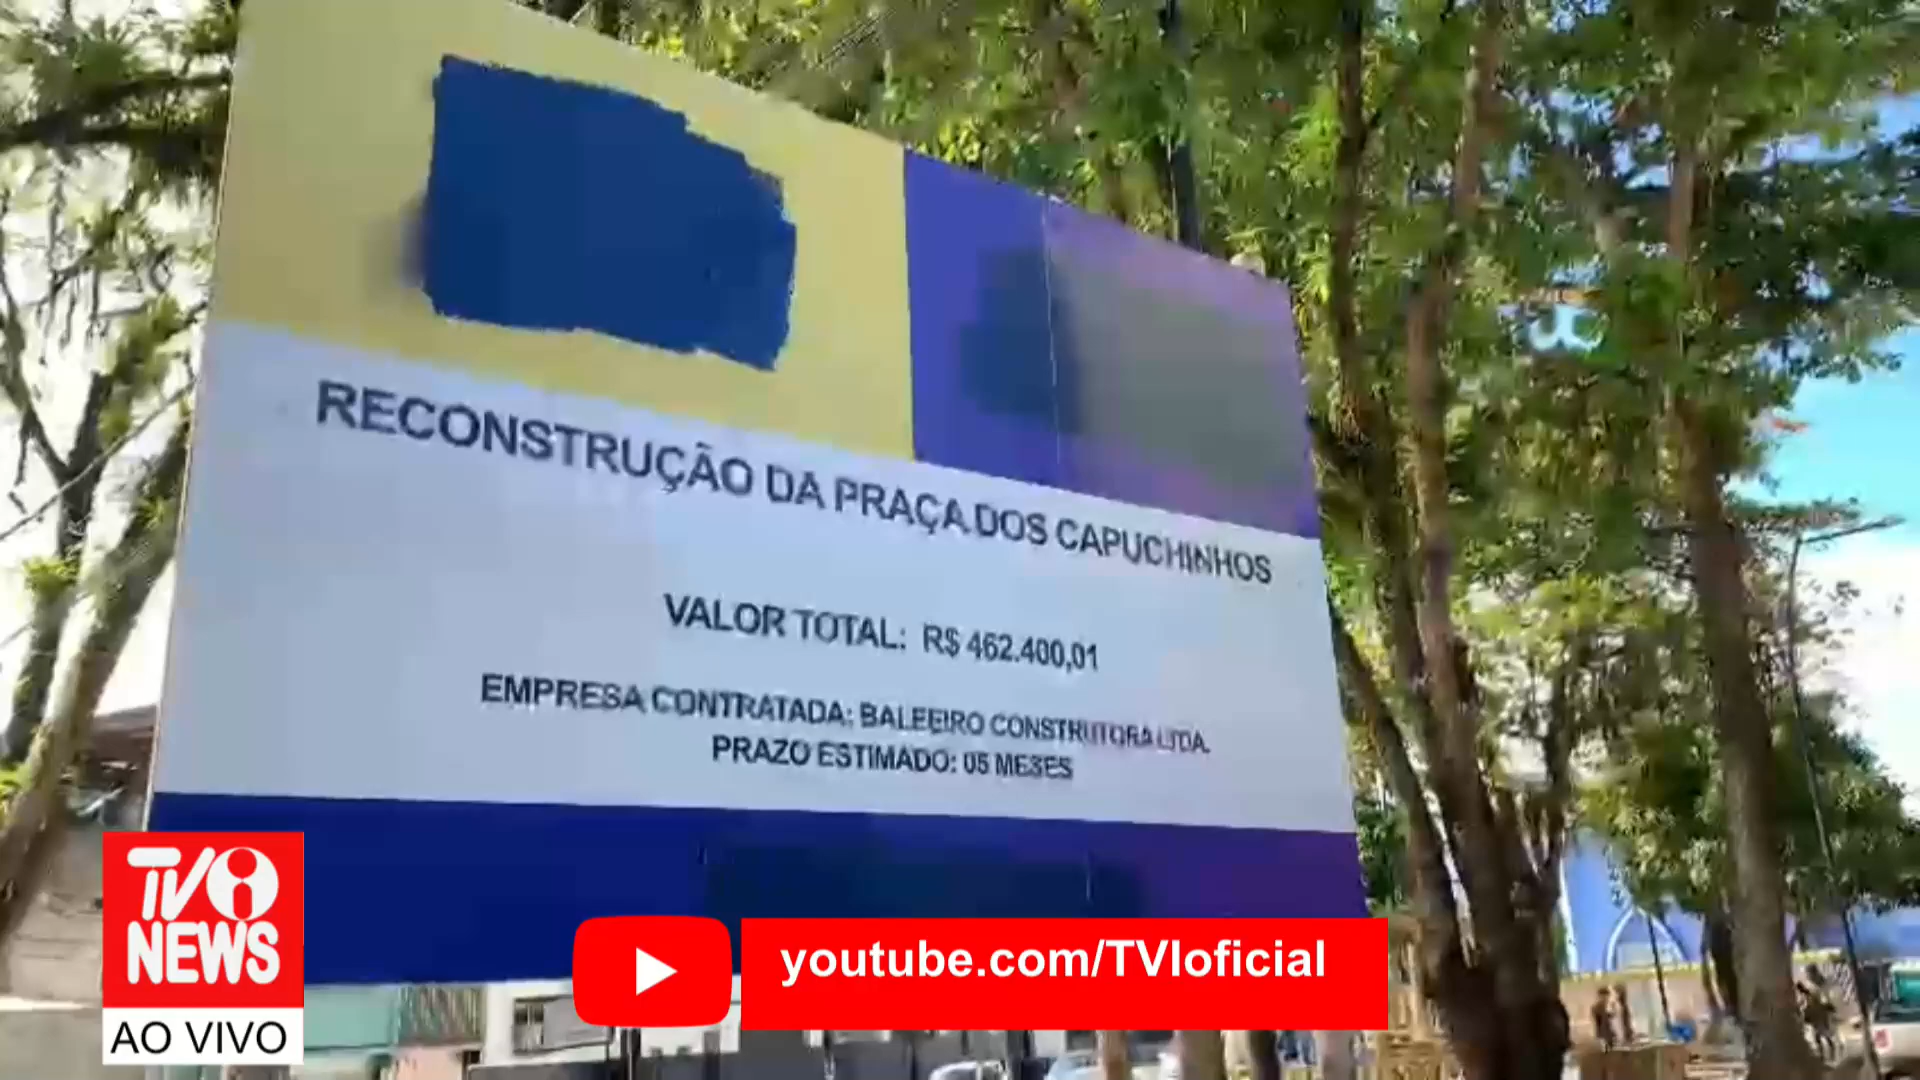 RECONSTRUÇÃO DA PRAÇA DOS CAPUCHINHOS
VALOR TOTAL: R$ 462.400,01
EMPRESA CONTRATADA: BALEEIRO CONSTRUTORA LTDA.
PRAZO ESTIMADO: 05 MESES
TVi
NEWS
AO VIVO
youtube.com/TVIoficial